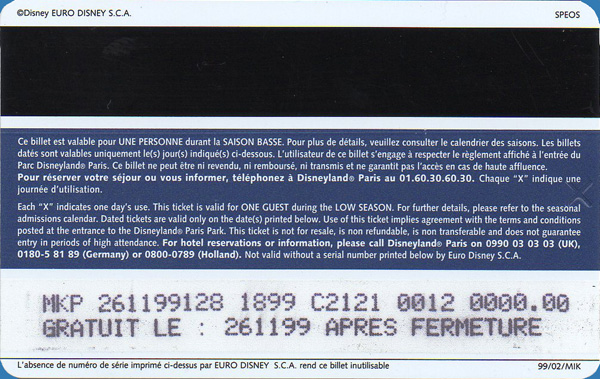 ©Disney EURO DISNEY S.C.A. SPEOS
Ce billet est valable pour UNE PERSONNE durant la SAISON BASSE. Pour plus de détails, veuillez consulter le calendrier des saisons. Les billets
datés sont valables uniquement le(s) jour(s) indiqué(s) ci-dessous. L'utilisateur de ce billet s'engage à respecter le règlement affiché à l'entrée du
Parc Disneyland® Paris. Ce billet ne peut être ni revendu, ni remboursé, ni transmis et ne garantit pas l'accès en cas de haute affluence.
Pour réserver votre séjour ou vous informer, téléphonez à Disneyland® Paris au 01.60.30.60.30. Chaque "X" indique une
journée d'utilisation.
Each "X" indicates one day's use. This ticket is valid for ONE GUEST during the LOW SEASON. For further details, please refer to the seasonal
admissions calendar. Dated tickets are valid only on the date(s) printed below. Use of this ticket implies agreement with the terms and conditions
posted at the entrance to the Disneyland® Paris Park. This ticket is not for resale, is non refundable, is non transferable and does not guarantee
entry in periods of high attendance. For hotel reservations or information, please call Disneyland® Paris on 0990 03 03 03 (UK),
0180-5 81 89 (Germany) or 0800-0789 (Holland). Not valid without a serial number printed below by Euro Disney S.C.A.
MKP 261199128 1899 C2121 0012 0000.00
GRATUIT LE : 261199 APRES FERMETURE
L'absence de numéro de série imprimé ci-dessus par EURO DISNEY S.C.A. rend ce billet inutilisable 99/02/MIK